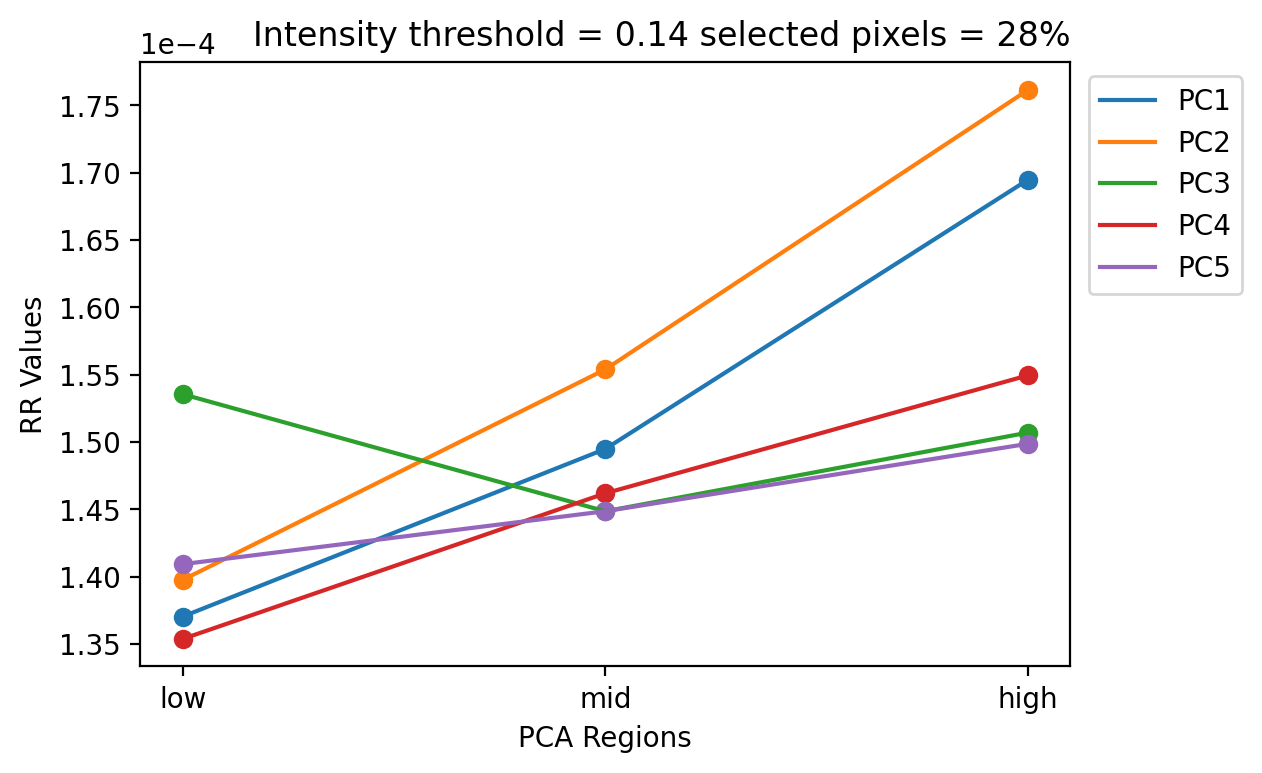 Intensity threshold = 0.14 selected pixels = 28%
1e−4
1.75
1.70
1.65
1.60
1.55
1.50
1.45
1.40
1.35
RR Values
low
mid
high
PCA Regions
PC1
PC2
PC3
PC4
PC5